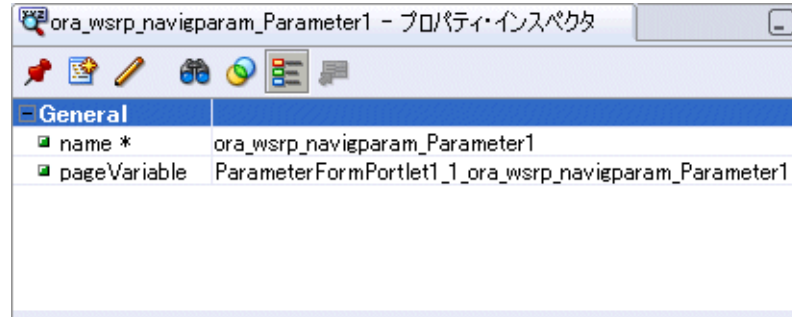 ora_wsrp_navigparam_Parameter1 - プロパティ・インスペクタ
General
name * ora_wsrp_navigparam_Parameter1
pageVariable ParameterFormPortlet1_1_ora_wsrp_navigparam_Parameter1